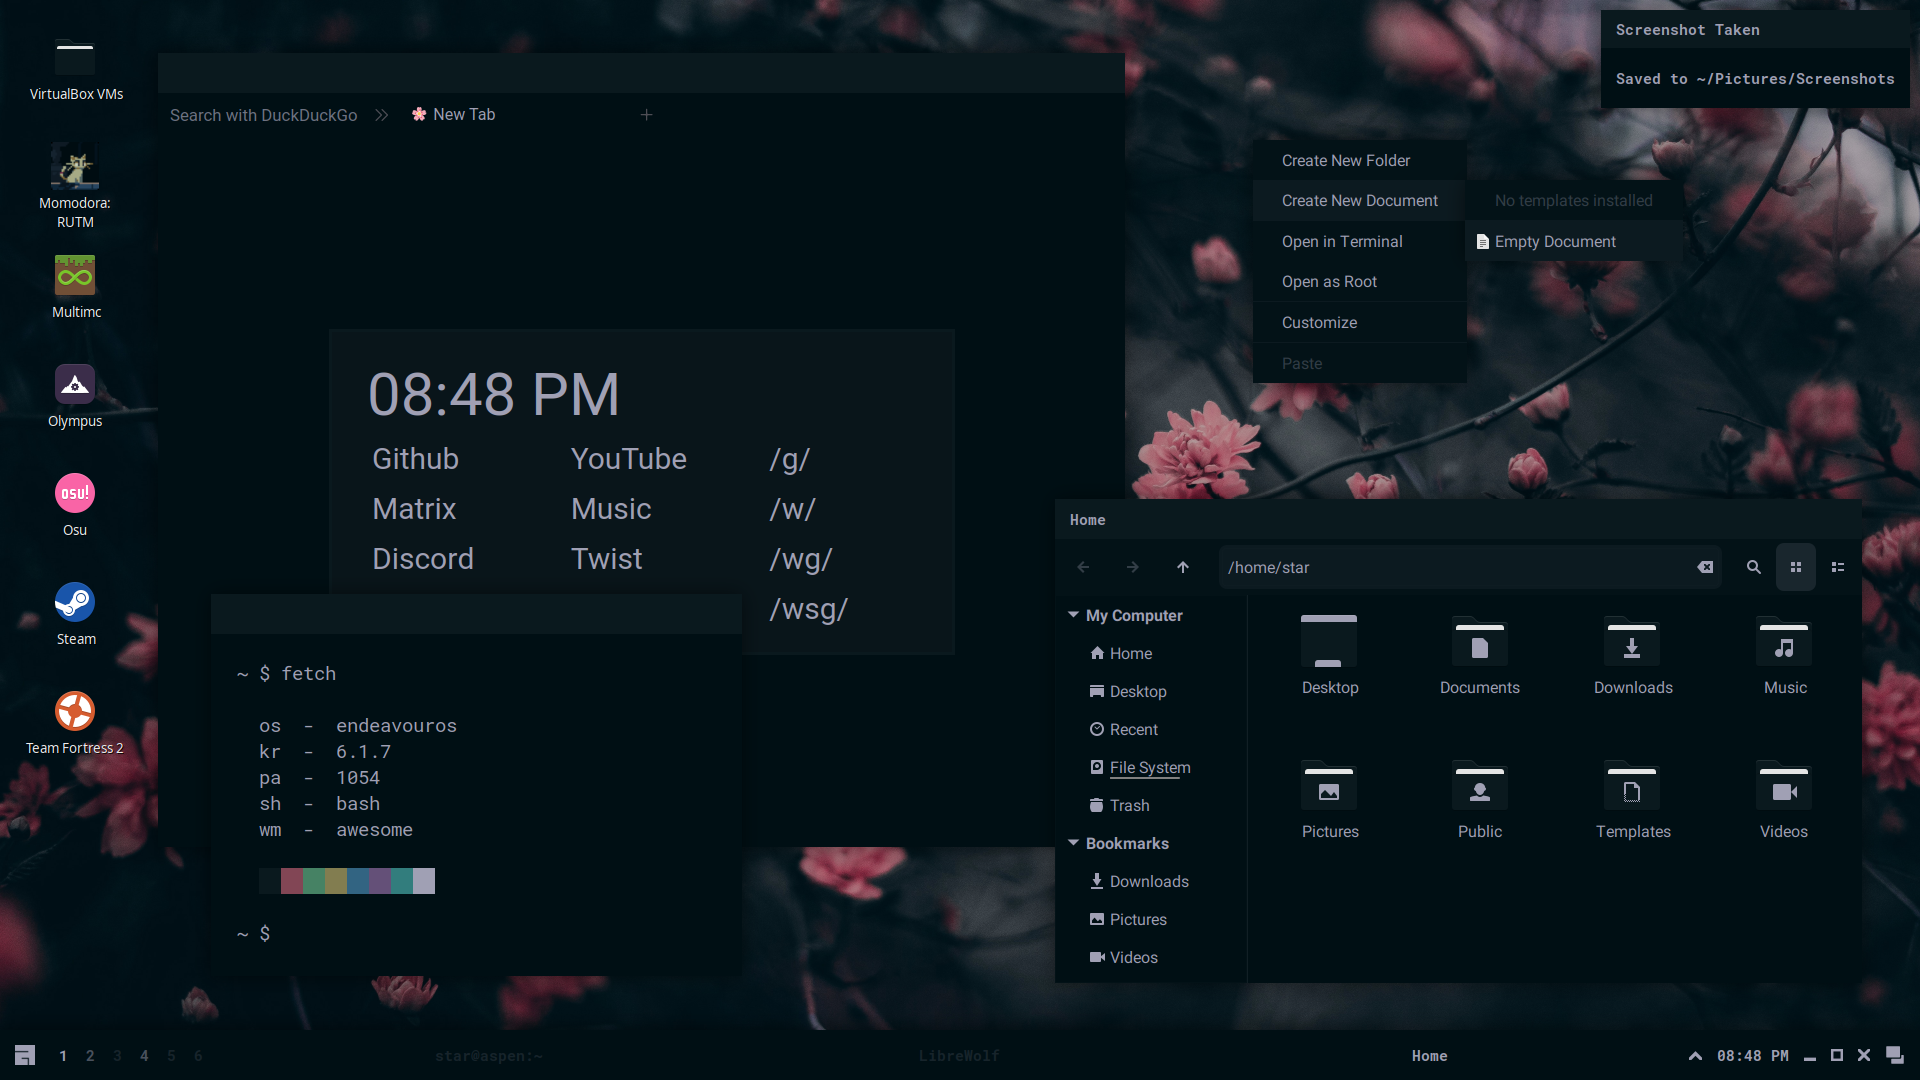 VirtualBox VMs
Momodora:
RUTM
Multimc
Olympus
osu!
Osu
Steam
Team Fortress 2
Search with DuckDuckGo
New Tab
08:48 PM
Github YouTube /g/
Matrix Music /w/
Discord Twist /wg/
/wsg/
~ $ fetch
os - endeavouros
kr - 6.1.7
pa - 1054
sh - bash
wm - awesome
~ $
Screenshot Taken
Saved to ~/Pictures/Screenshots
Create New Folder
Create New Document
Open in Terminal
Open as Root
Customize
Paste
No templates installed
Empty Document
Home
/home/star
My Computer
Home
Desktop
Recent
File System
Trash
Bookmarks
Downloads
Pictures
Videos
Desktop Documents Downloads Music
Pictures Public Templates Videos
1 2 3 4 5 6 star@aspen:~ LibreWolf Home 08:48 PM